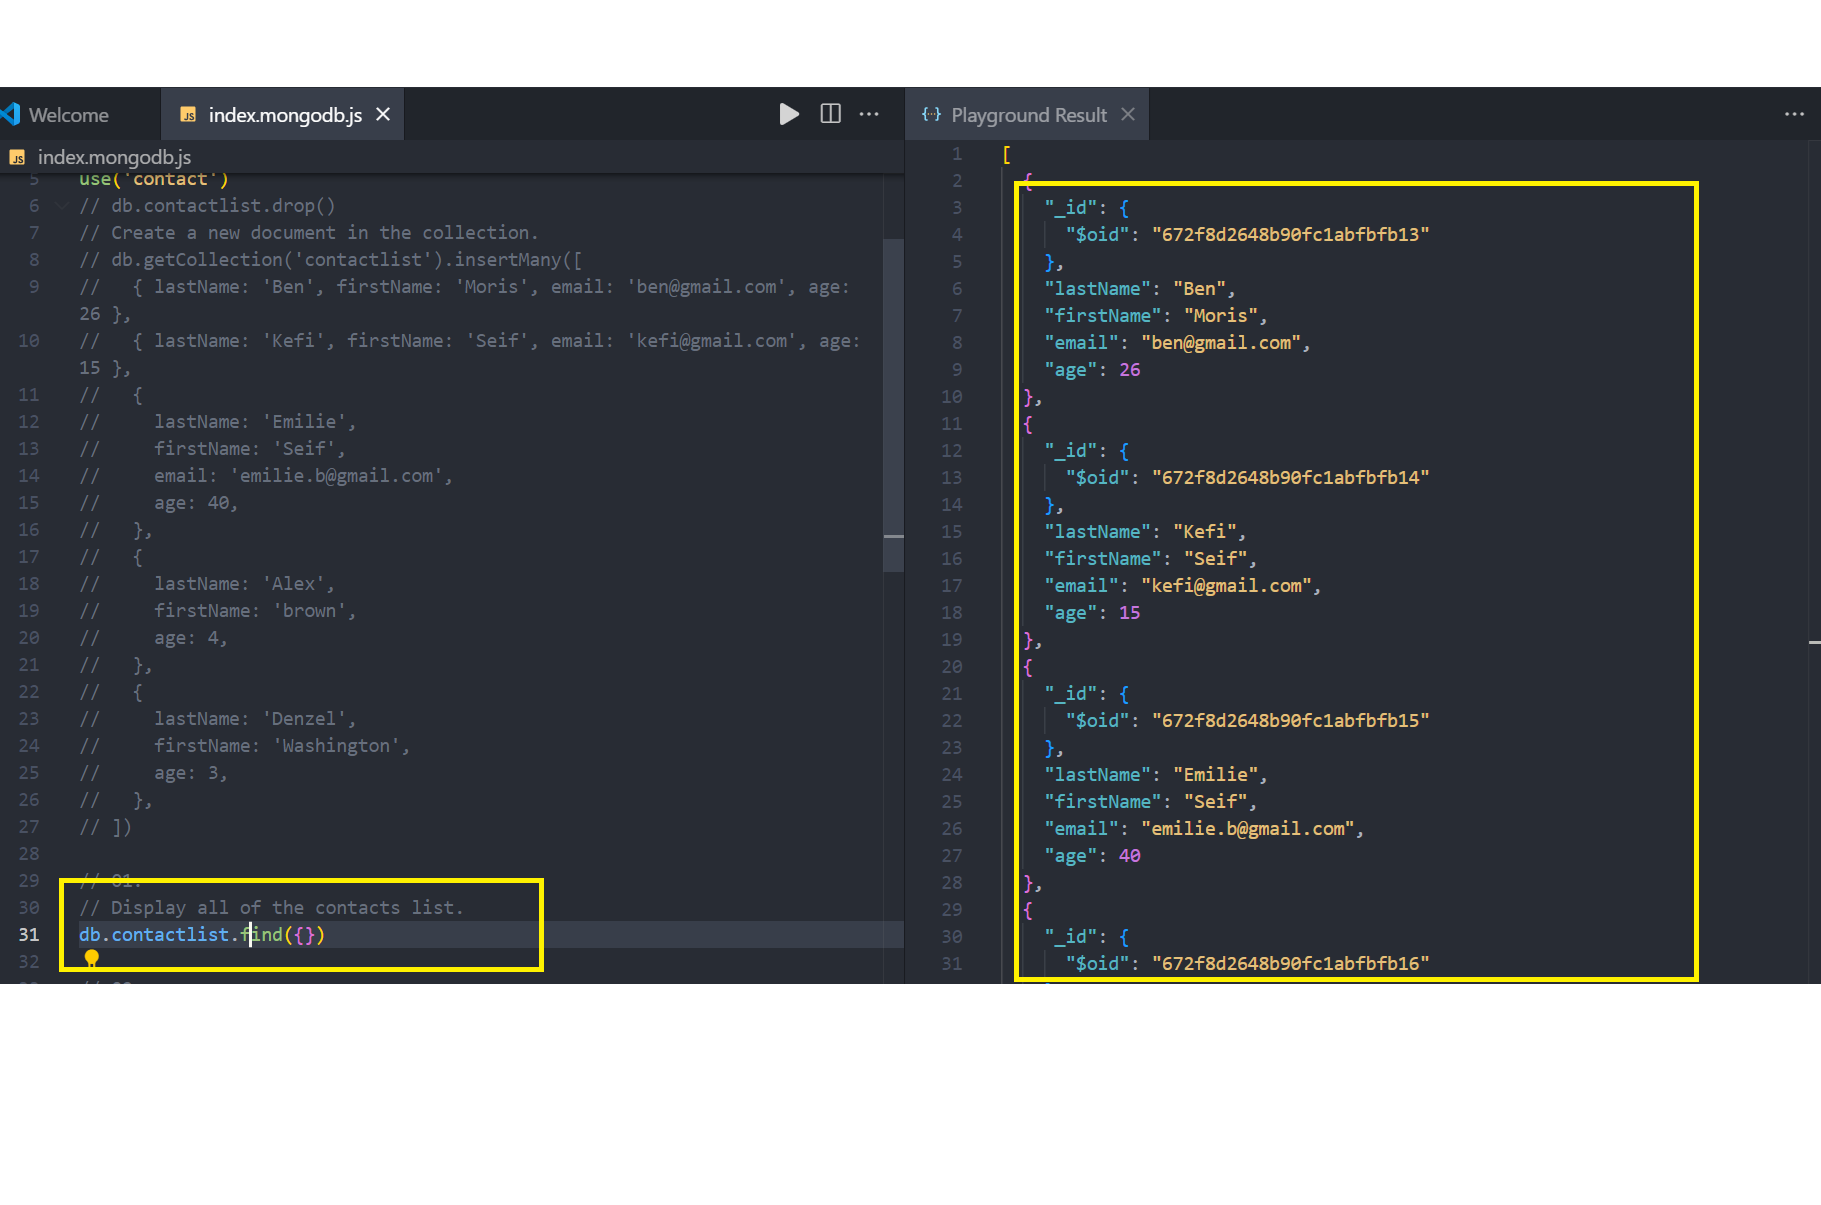 Welcome
index.mongodb.js
index.mongodb.js
5 use('contact')
6 // db.contactlist.drop()
7 // Create a new document in the collection.
8 // db.getCollection('contactlist').insertMany([
9 //   { lastName: 'Ben', firstName: 'Moris', email: 'ben@gmail.com', age:
26 },
10 //   { lastName: 'Kefi', firstName: 'Seif', email: 'kefi@gmail.com', age:
15 },
11 //   {
12 //     lastName: 'Emilie',
13 //     firstName: 'Seif',
14 //     email: 'emilie.b@gmail.com',
15 //     age: 40,
16 //   },
17 //   {
18 //     lastName: 'Alex',
19 //     firstName: 'brown',
20 //     age: 4,
21 //   },
22 //   {
23 //     lastName: 'Denzel',
24 //     firstName: 'Washington',
25 //     age: 3,
26 //   },
27 // ])
28
29 // 01.
30 // Display all of the contacts list.
31 db.contactlist.find({})
32
Playground Result
1 [
2   {
3     "_id": {
4       "$oid": "672f8d2648b90fc1abfbfb13"
5     },
6     "lastName": "Ben",
7     "firstName": "Moris",
8     "email": "ben@gmail.com",
9     "age": 26
10   },
11   {
12     "_id": {
13       "$oid": "672f8d2648b90fc1abfbfb14"
14     },
15     "lastName": "Kefi",
16     "firstName": "Seif",
17     "email": "kefi@gmail.com",
18     "age": 15
19   },
20   {
21     "_id": {
22       "$oid": "672f8d2648b90fc1abfbfb15"
23     },
24     "lastName": "Emilie",
25     "firstName": "Seif",
26     "email": "emilie.b@gmail.com",
27     "age": 40
28   },
29   {
30     "_id": {
31       "$oid": "672f8d2648b90fc1abfbfb16"